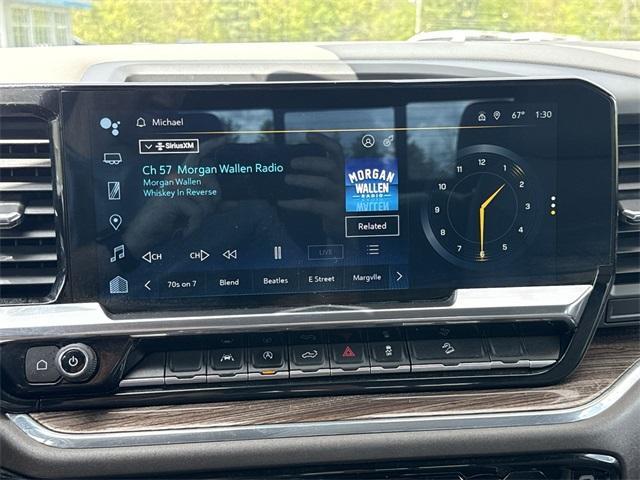 Michael
67° 1:30
SiriusXM
Ch 57 Morgan Wallen Radio
Morgan Wallen
Whiskey In Reverse
MORGAN
WALLEN
RADIO
Related
CH CH LIVE
70s on 7 Blend Beatles E Street Margvlle
12
11 1
10 2
9 3
8 4
7 5
6